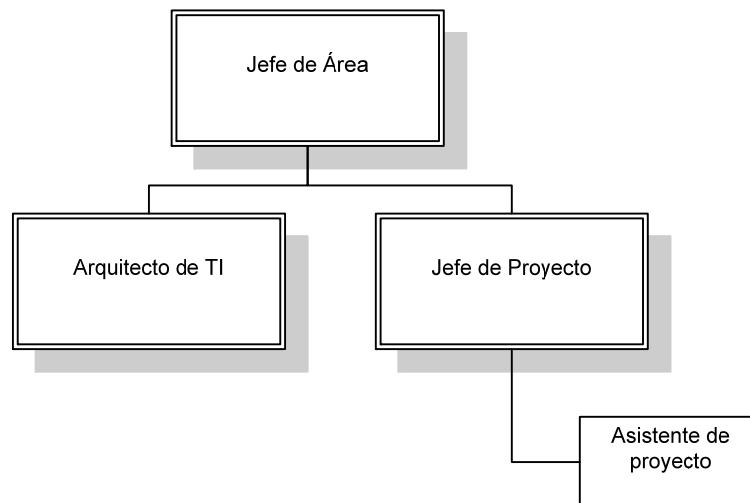 Jefe de Área
Arquitecto de TI
Jefe de Proyecto
Asistente de
proyecto